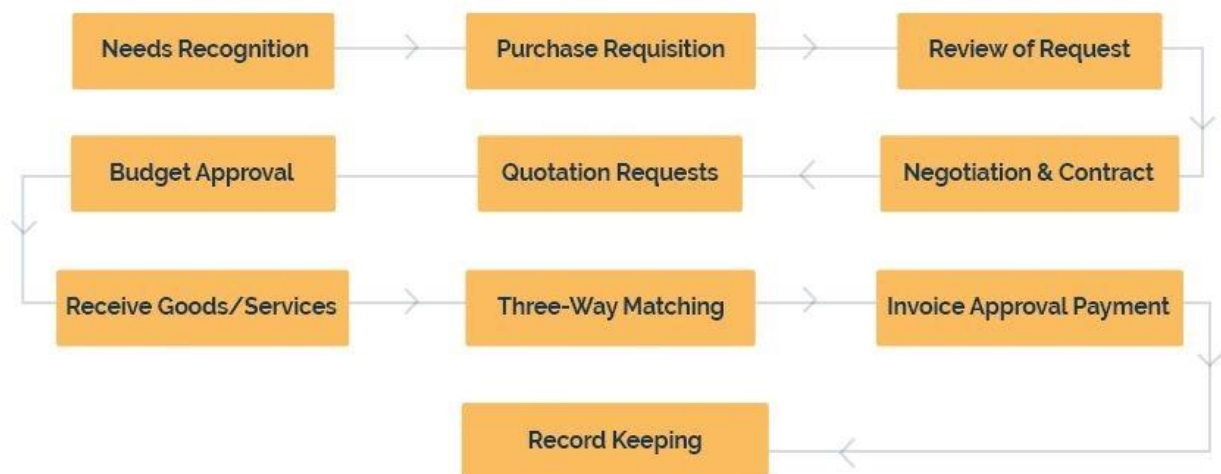 Needs Recognition
Purchase Requisition
Review of Request
Negotiation & Contract
Quotation Requests
Budget Approval
Receive Goods/Services
Three-Way Matching
Invoice Approval Payment
Record Keeping